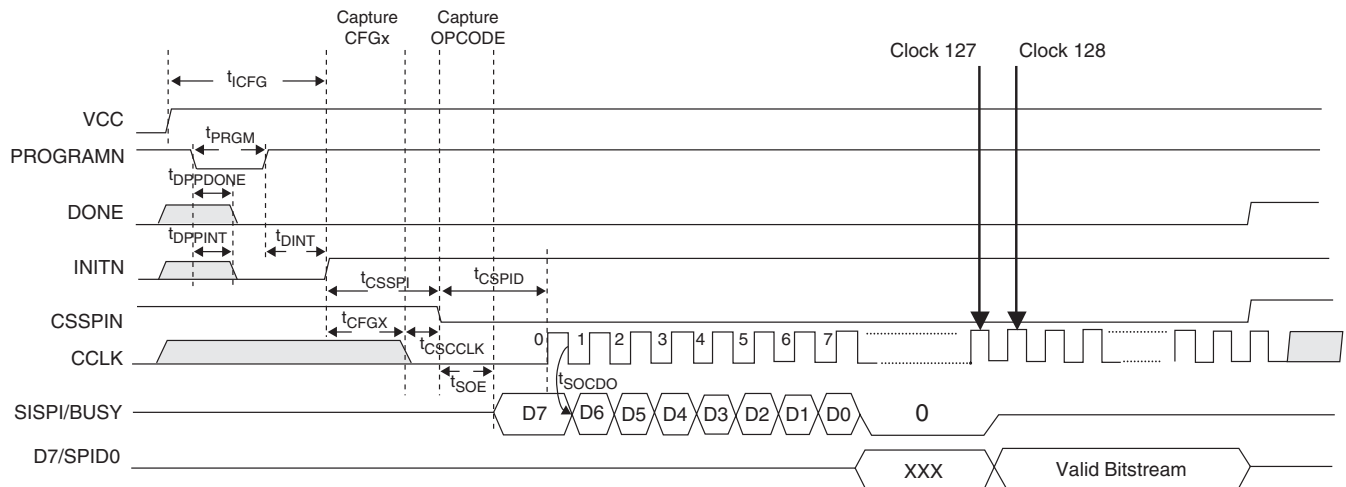 Capture
CFGx
Capture
OPCODE
Clock 127
Clock 128
tICFG
VCC
tPRGM
PROGRAMN
tDPPDONE
DONE
tDPPINT
tDINT
INITN
tCSSPI
tCSPID
CSSPIN
tCFGX
tCSCCLK
0 1 2 3 4 5 6 7
CCLK
tSOE
tSOCDO
SISPI/BUSY
D7 D6 D5 D4 D3 D2 D1 D0 0
D7/SPID0
XXX
Valid Bitstream